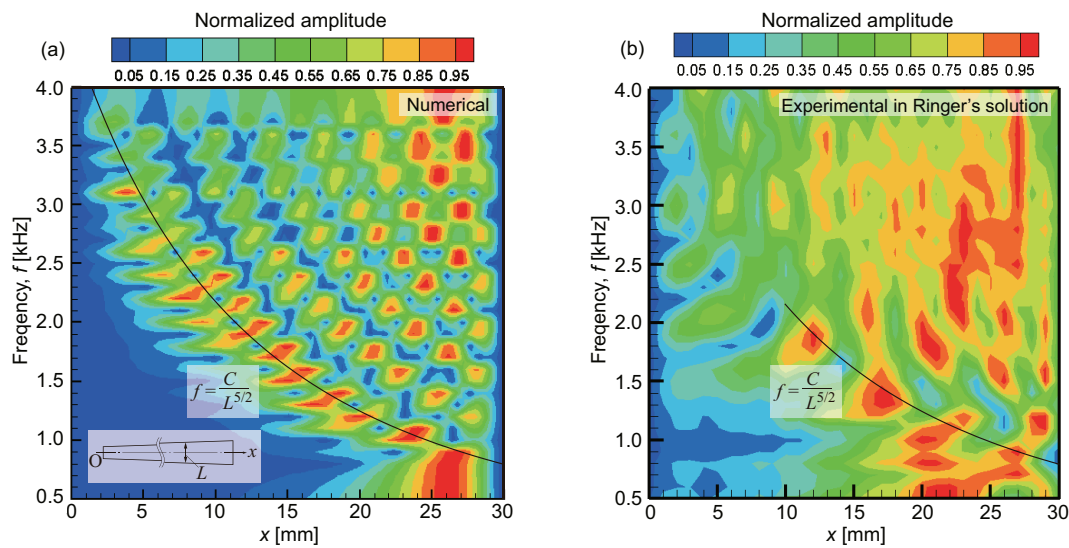 Normalized amplitude
(a)
0.05 0.15 0.25 0.35 0.45 0.55 0.65 0.75 0.85 0.95
Numerical
4.0
3.5
3.0
2.5
2.0
1.5
1.0
0.5
Freqency, f [kHz]
f = C / L^{5/2}
O
x
L
0 5 10 15 20 25 30
x [mm]
Normalized amplitude
(b)
0.05 0.15 0.25 0.35 0.45 0.55 0.65 0.75 0.85 0.95
Experimental in Ringer's solution
4.0
3.5
3.0
2.5
2.0
1.5
1.0
0.5
Freqency, f [kHz]
f = C / L^{5/2}
0 5 10 15 20 25 30
x [mm]